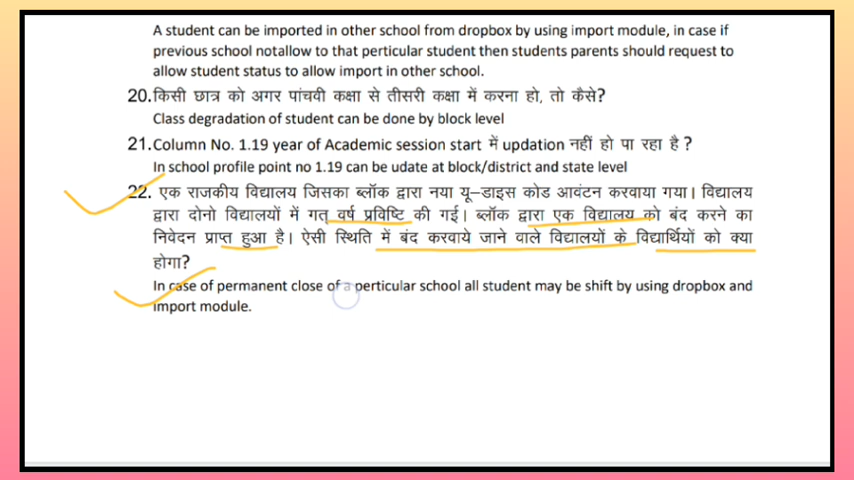 A student can be imported in other school from dropbox by using import module, in case if
previous school notallow to that perticular student then students parents should request to
allow student status to allow import in other school.
20.किसी छात्र को अगर पांचवी कक्षा से तीसरी कक्षा में करना हो, तो कैसे?
Class degradation of student can be done by block level
21.Column No. 1.19 year of Academic session start में updation नहीं हो पा रहा है ?
In school profile point no 1.19 can be udate at block/district and state level
22. एक राजकीय विद्यालय जिसका ब्लॉक द्वारा नया यू–डाइस कोड आवंटन करवाया गया। विद्यालय
द्वारा दोनो विद्यालयों में गत् वर्ष प्रविष्टि की गई। ब्लॉक द्वारा एक विद्यालय को बंद करने का
निवेदन प्राप्त हुआ है। ऐसी स्थिति में बंद करवाये जाने वाले विद्यालयों के विद्यार्थियों को क्या
होगा?
In case of permanent close of a perticular school all student may be shift by using dropbox and
import module.